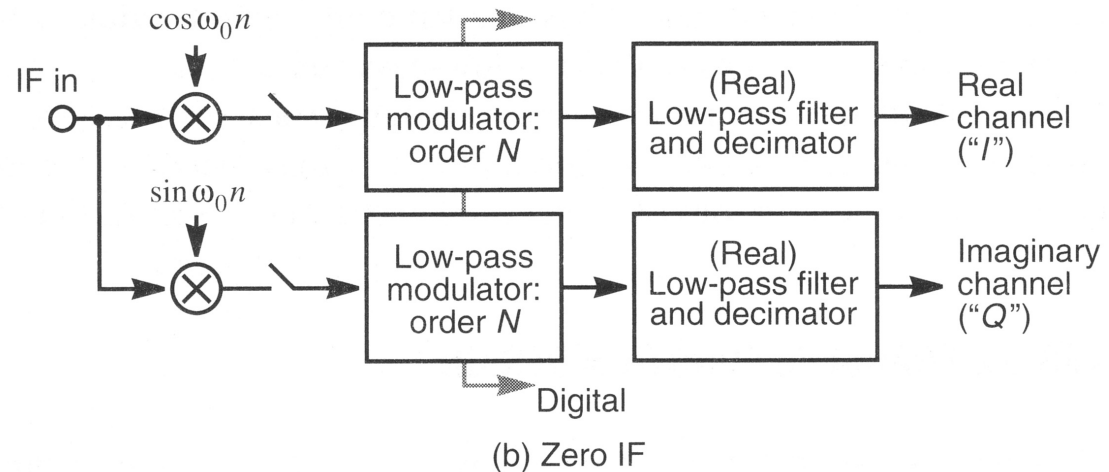 cos ω₀n
IF in
Low-pass
modulator:
order N
(Real)
Low-pass filter
and decimator
Real
channel
("I")
sin ω₀n
Low-pass
modulator:
order N
(Real)
Low-pass filter
and decimator
Imaginary
channel
("Q")
Digital
(b) Zero IF